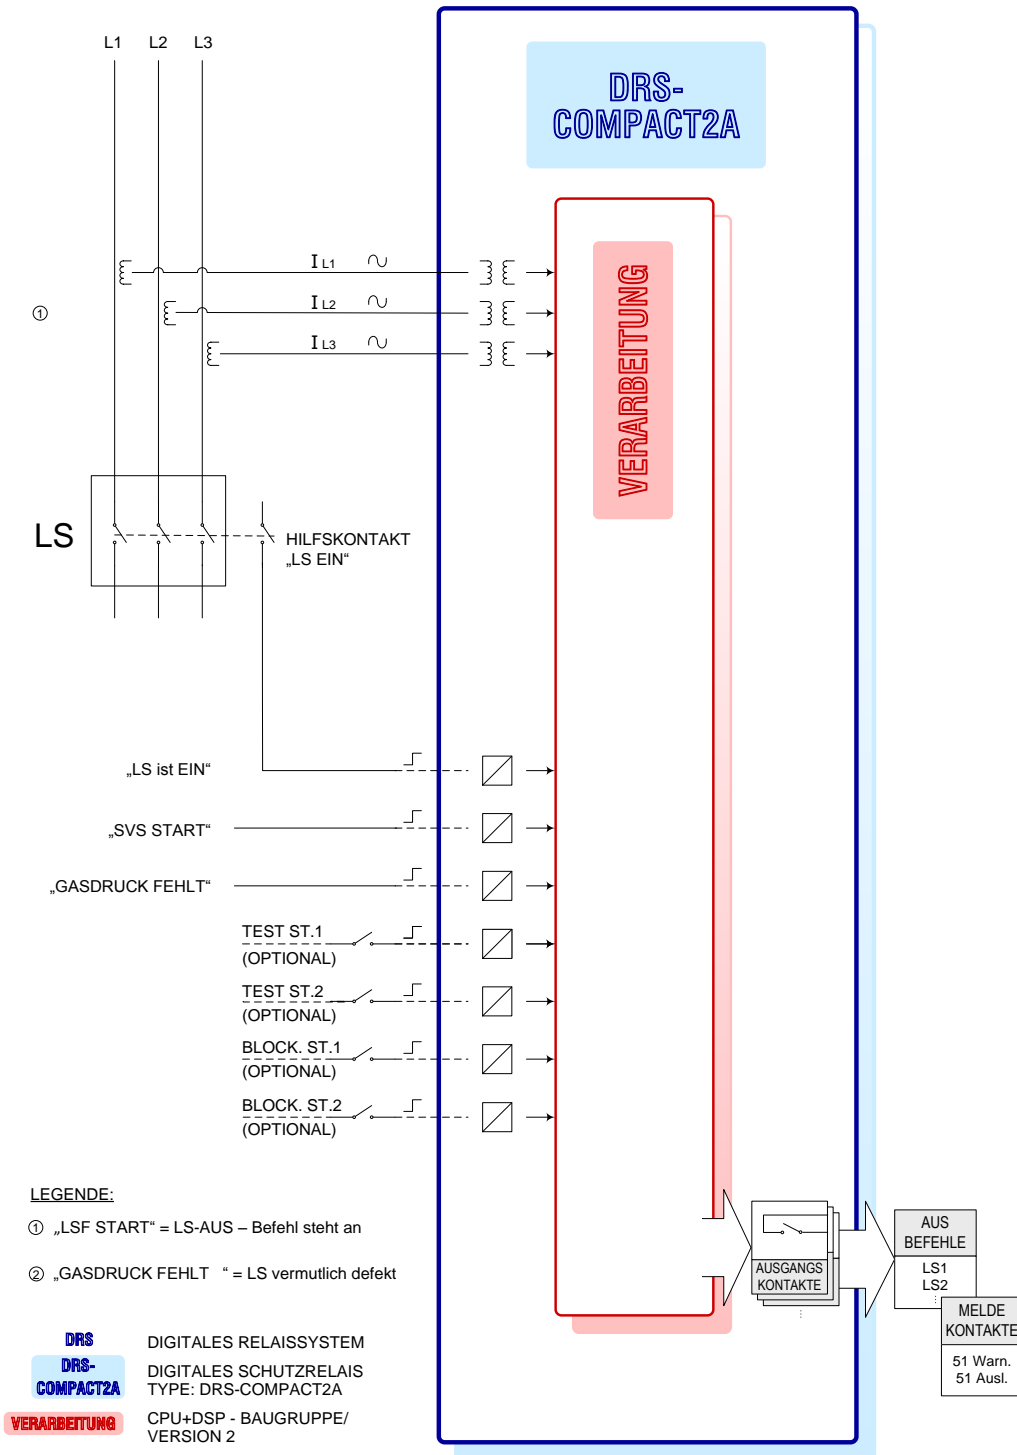 L1 L2 L3
DRS-
COMPACT2A
VERARBEITUNG
I L1
I L2
①
I L3
LS
HILFSKONTAKT
„LS EIN“
„LS ist EIN“
„SVS START“
„GASDRUCK FEHLT“
TEST ST.1
(OPTIONAL)
TEST ST.2
(OPTIONAL)
BLOCK. ST.1
(OPTIONAL)
BLOCK. ST.2
(OPTIONAL)
LEGENDE:
① „LSF START“ = LS-AUS – Befehl steht an
② „GASDRUCK FEHLT “ = LS vermutlich defekt
AUSGANGS
KONTAKTE
⋮
AUS
BEFEHLE
LS1
LS2
⋮
MELDE
KONTAKTE
51 Warn.
51 Ausl.
DRS DIGITALES RELAISSYSTEM
DRS-
COMPACT2A
DIGITALES SCHUTZRELAIS
TYPE: DRS-COMPACT2A
VERARBEITUNG
CPU+DSP - BAUGRUPPE/
VERSION 2